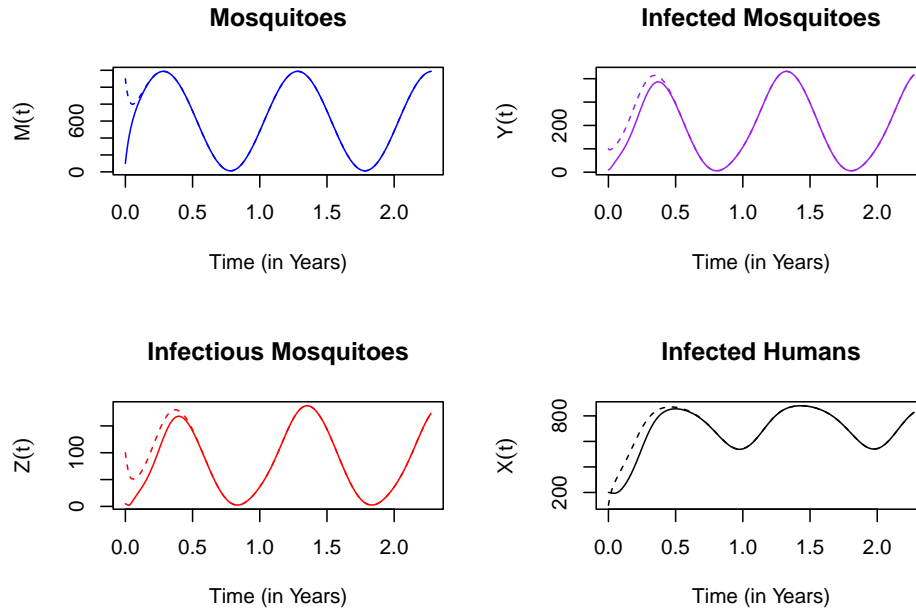 Mosquitoes
M(t)
600
0
0.0 0.5 1.0 1.5 2.0
Time (in Years)
Infected Mosquitoes
Y(t)
200
0
0.0 0.5 1.0 1.5 2.0
Time (in Years)
Infectious Mosquitoes
Z(t)
100
0
0.0 0.5 1.0 1.5 2.0
Time (in Years)
Infected Humans
X(t)
800
200
0.0 0.5 1.0 1.5 2.0
Time (in Years)